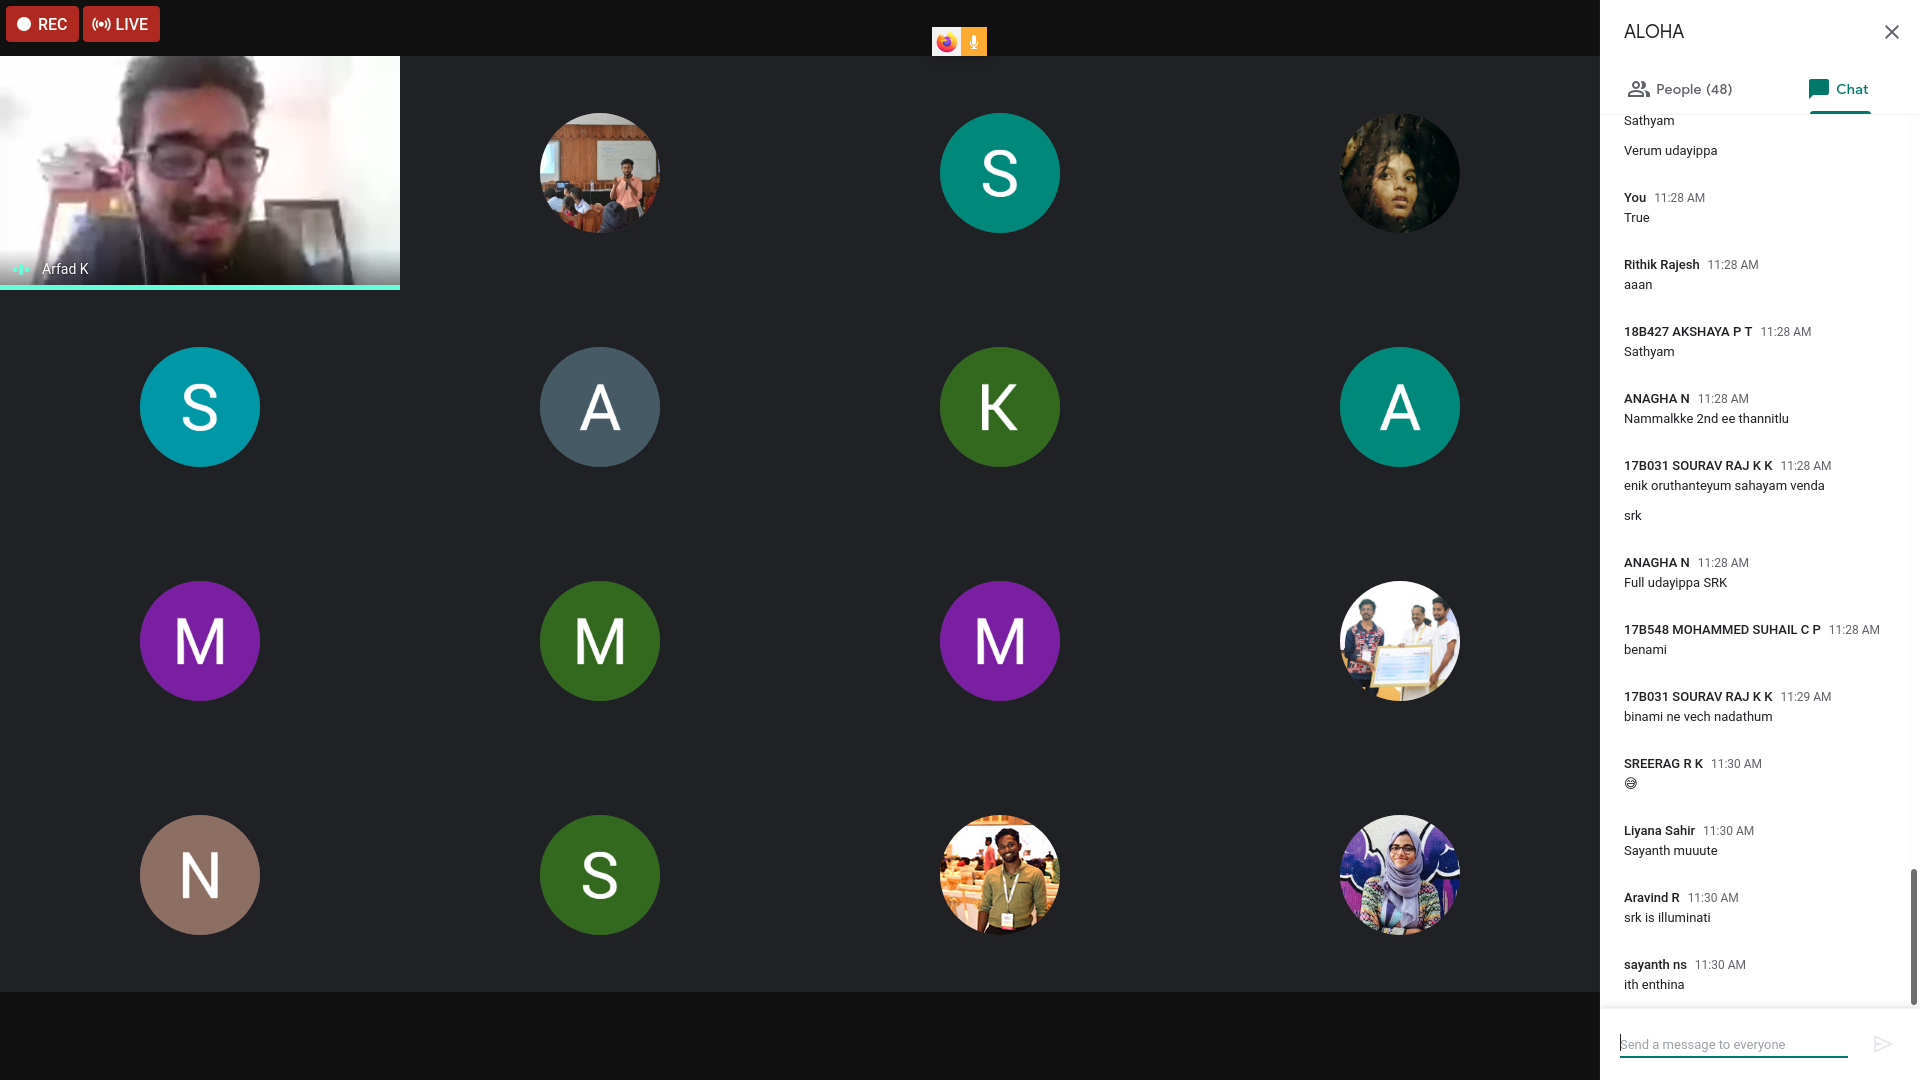 REC
LIVE
ALOHA
People (48)
Chat
Arfad K
S
S
A
K
A
M
M
M
N
S
Sathyam
Verum udayippa
You 11:28 AM
True
Rithik Rajesh 11:28 AM
aaan
18B427 AKSHAYA P T 11:28 AM
Sathyam
ANAGHA N 11:28 AM
Nammalkke 2nd ee thannitlu
17B031 SOURAV RAJ K K 11:28 AM
enik oruthanteyum sahayam venda
srk
ANAGHA N 11:28 AM
Full udayippa SRK
17B548 MOHAMMED SUHAIL C P 11:28 AM
benami
17B031 SOURAV RAJ K K 11:29 AM
binami ne vech nadathum
SREERAG R K 11:30 AM
😅
Liyana Sahir 11:30 AM
Sayanth muuute
Aravind R 11:30 AM
srk is illuminati
sayanth ns 11:30 AM
ith enthina
Send a message to everyone